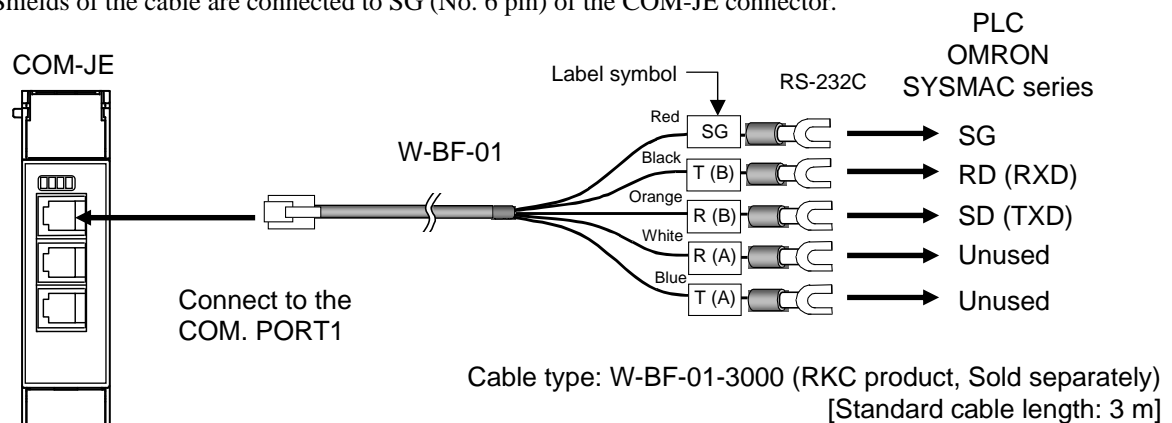 Shields of the cable are connected to SG (No. 6 pin) of the COM-JE connector.
PLC
OMRON
SYSMAC series
COM-JE
Label symbol
RS-232C
W-BF-01
Red
SG
SG
Black
T (B)
RD (RXD)
Orange
R (B)
SD (TXD)
White
R (A)
Unused
Blue
T (A)
Unused
Connect to the
COM. PORT1
Cable type: W-BF-01-3000 (RKC product, Sold separately)
[Standard cable length: 3 m]